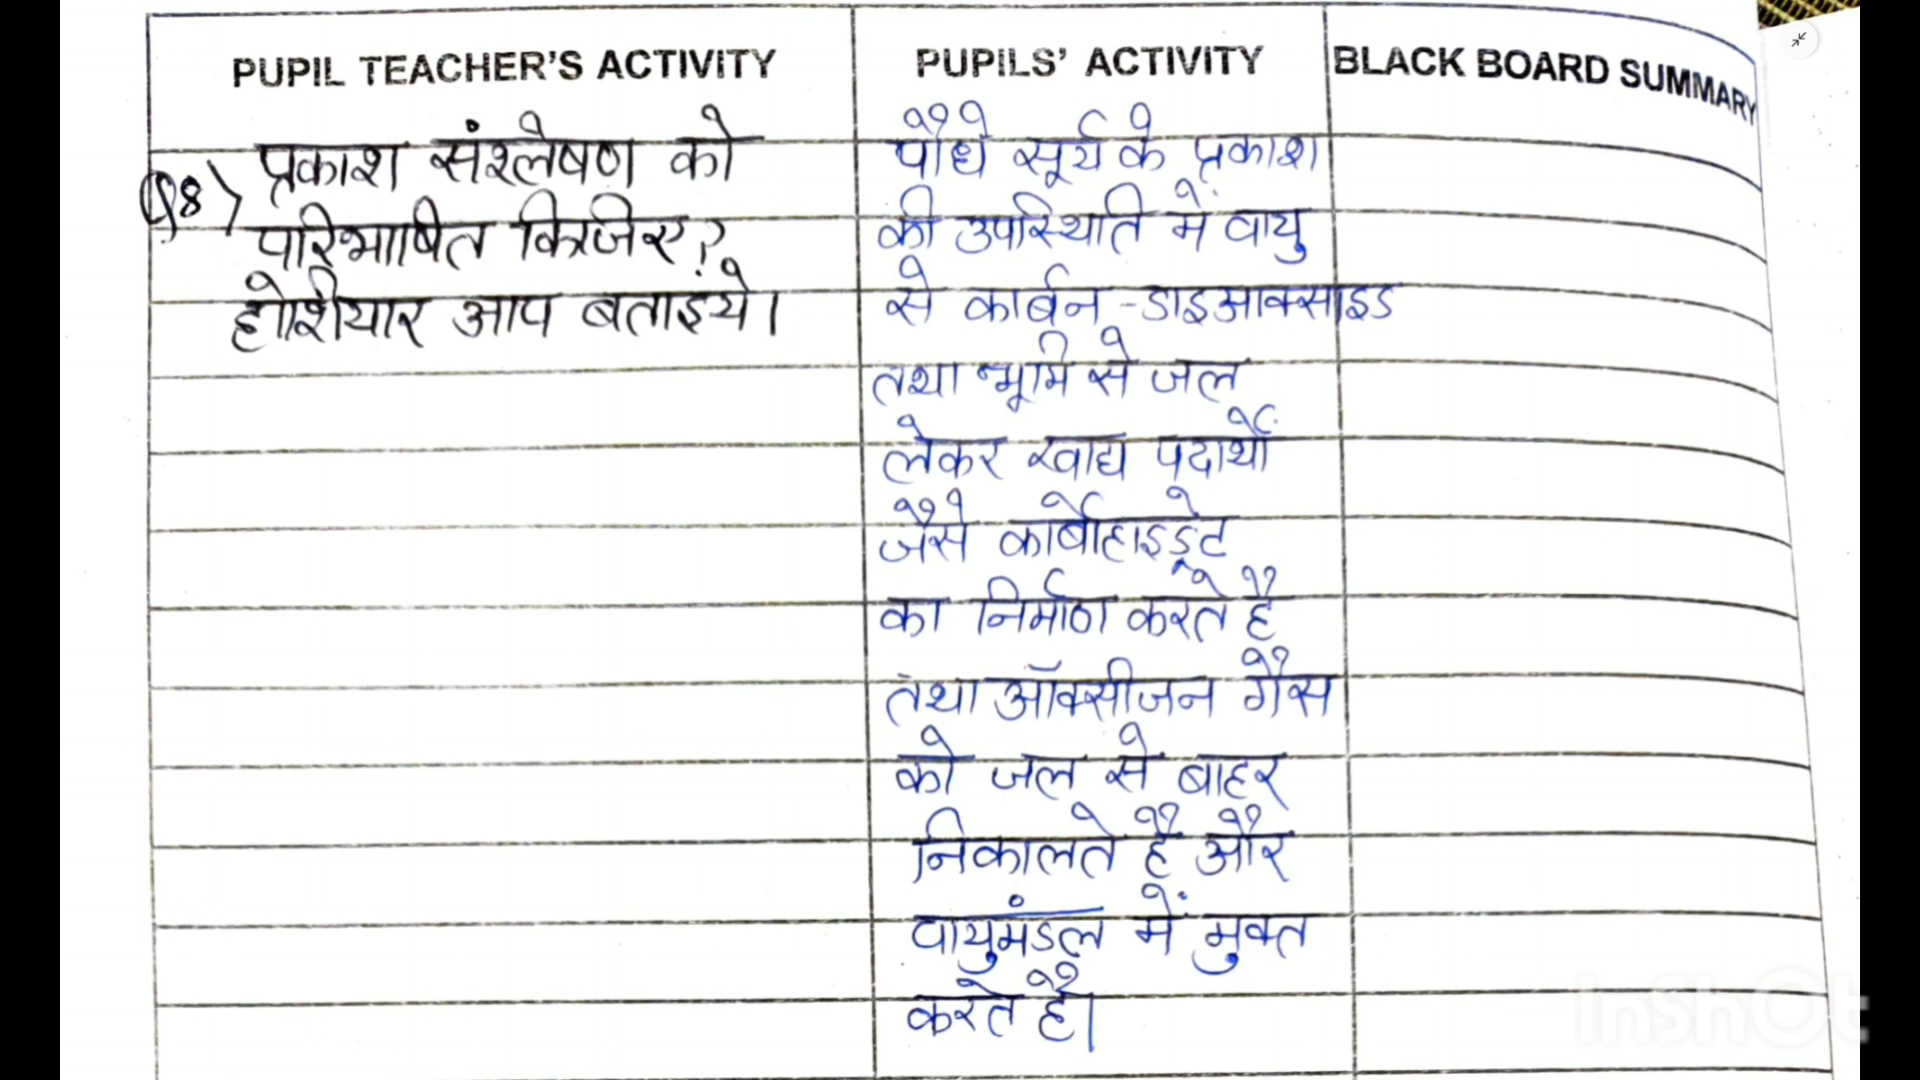 PUPIL TEACHER'S ACTIVITY
Q8) प्रकाश संश्लेषण को
परिभाषित किजिए?
होशियार आप बताइये।
PUPILS' ACTIVITY
पौधे सूर्य के प्रकाश
की उपस्थिति में वायु
से कार्बन-डाइआक्साइड
तथा भूमि से जल
लेकर खाद्य पदार्थों
जैसे कार्बोहाइड्रेट
का निर्माण करते है
तथा ऑक्सीजन गैस
को जल से बाहर
निकालते है और
वायुमंडल में मुक्त
करते है।
BLACK BOARD SUMMARY
InShOt